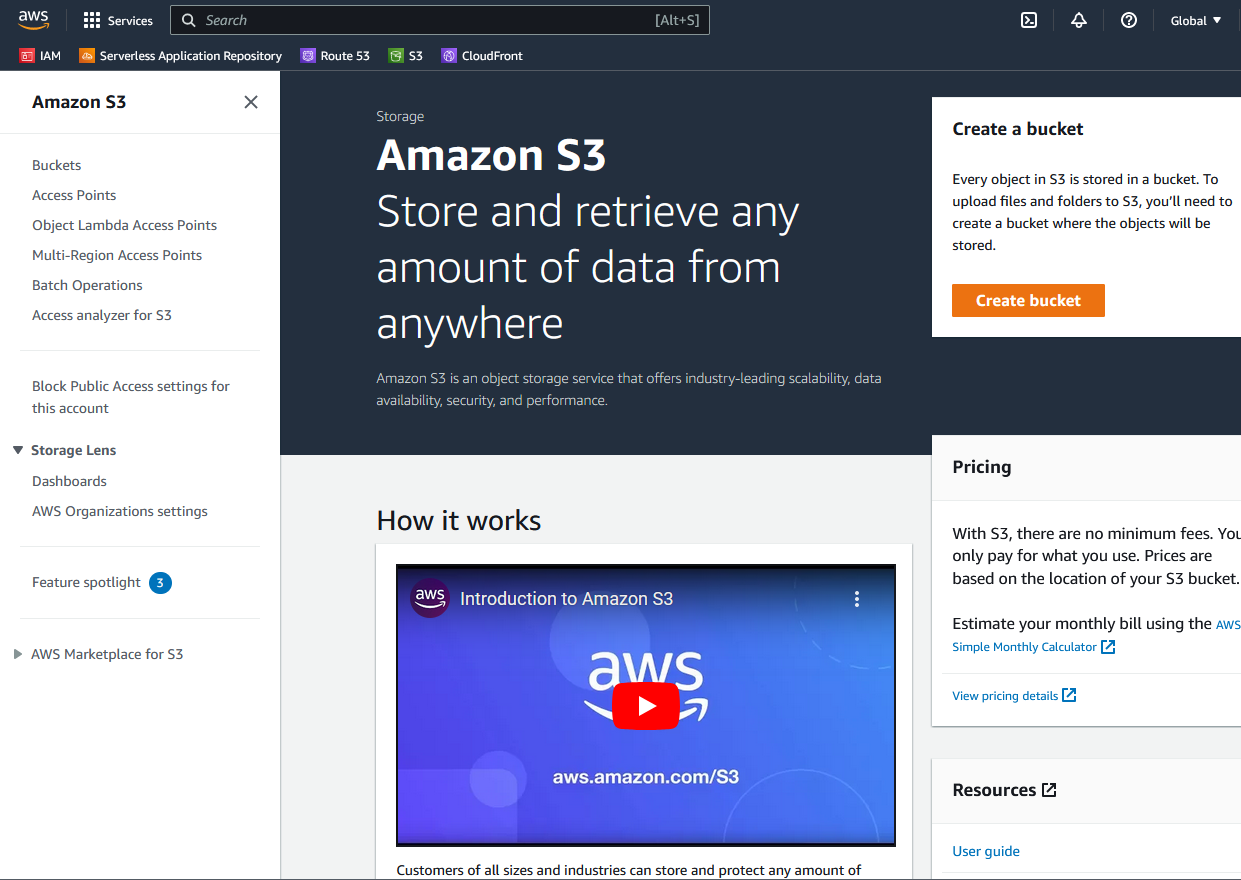 aws
Services
Search
[Alt+S]
Global
IAM
Serverless Application Repository
Route 53
S3
CloudFront
Amazon S3
Buckets
Access Points
Object Lambda Access Points
Multi-Region Access Points
Batch Operations
Access analyzer for S3
Block Public Access settings for
this account
Storage Lens
Dashboards
AWS Organizations settings
Feature spotlight 3
AWS Marketplace for S3
Storage
Amazon S3
Store and retrieve any
amount of data from
anywhere
Amazon S3 is an object storage service that offers industry-leading scalability, data
availability, security, and performance.
How it works
aws
Introduction to Amazon S3
aws
aws.amazon.com/S3
Customers of all sizes and industries can store and protect any amount of
Create a bucket
Every object in S3 is stored in a bucket. To
upload files and folders to S3, you’ll need to
create a bucket where the objects will be
stored.
Create bucket
Pricing
With S3, there are no minimum fees. You
only pay for what you use. Prices are
based on the location of your S3 bucket.
Estimate your monthly bill using the AWS
Simple Monthly Calculator
View pricing details
Resources
User guide